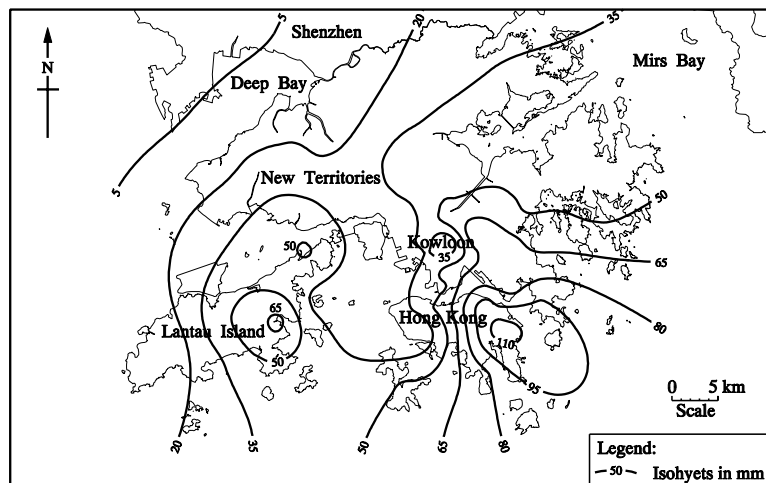 5
20
35
Shenzhen
Mirs Bay
N
Deep Bay
5
New Territories
50
50
Kowloon
35
65
65
Hong Kong
80
Lantau Island
110
50
95
0 5 km
Scale
20
35
50
65
80
Legend:
50 Isohyets in mm